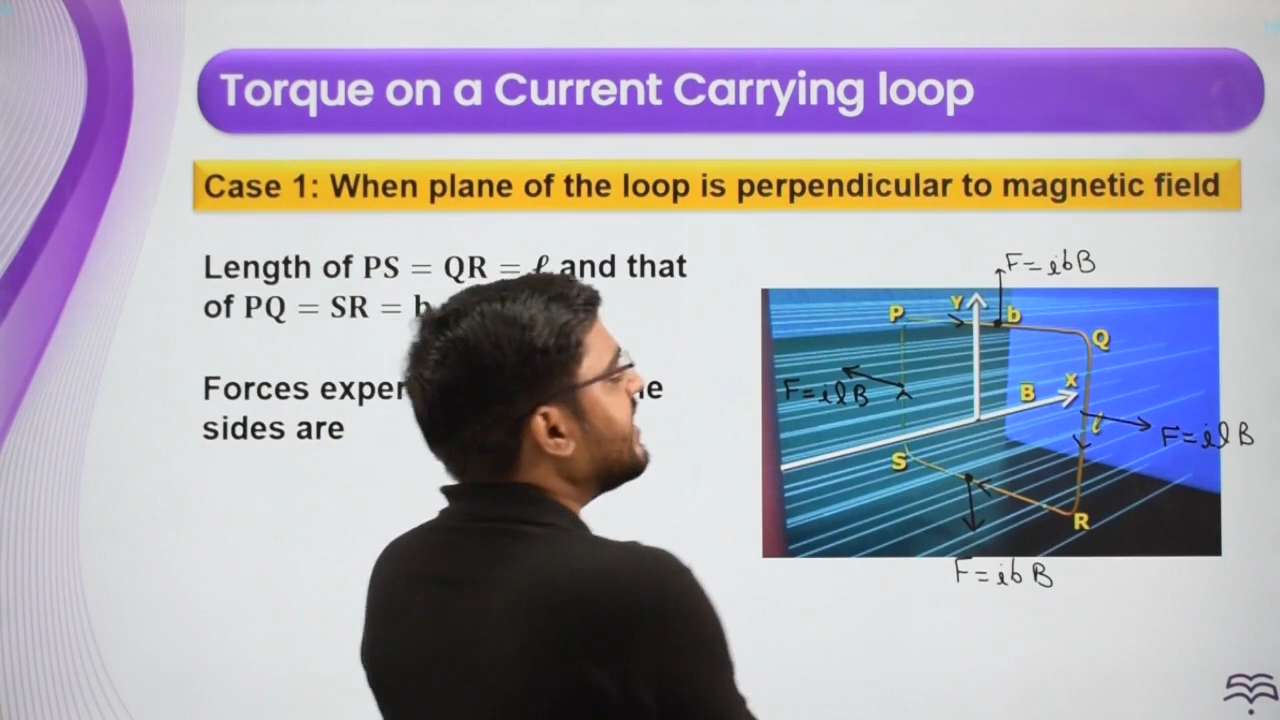 Torque on a Current Carrying loop
Case 1: When plane of the loop is perpendicular to magnetic field
Length of PS = QR = ℓ and that
of PQ = SR = b
Forces
sides are
F=ibB
P
Y
b
Q
F=ilB
B
X
l
F=ilB
S
R
F=ibB